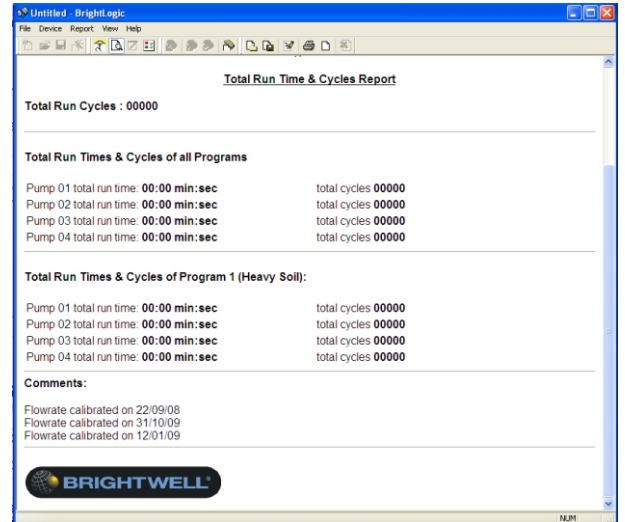 Untitled - BrightLogic
File Device Report View Help
Total Run Time & Cycles Report
Total Run Cycles : 00000
Total Run Times & Cycles of all Programs
Pump 01 total run time: 00:00 min:sec total cycles 00000
Pump 02 total run time: 00:00 min:sec total cycles 00000
Pump 03 total run time: 00:00 min:sec total cycles 00000
Pump 04 total run time: 00:00 min:sec total cycles 00000
Total Run Times & Cycles of Program 1 (Heavy Soil):
Pump 01 total run time: 00:00 min:sec total cycles 00000
Pump 02 total run time: 00:00 min:sec total cycles 00000
Pump 03 total run time: 00:00 min:sec total cycles 00000
Pump 04 total run time: 00:00 min:sec total cycles 00000
Comments:
Flowrate calibrated on 22/09/08
Flowrate calibrated on 31/10/09
Flowrate calibrated on 12/01/09
BRIGHTWELL
NUM